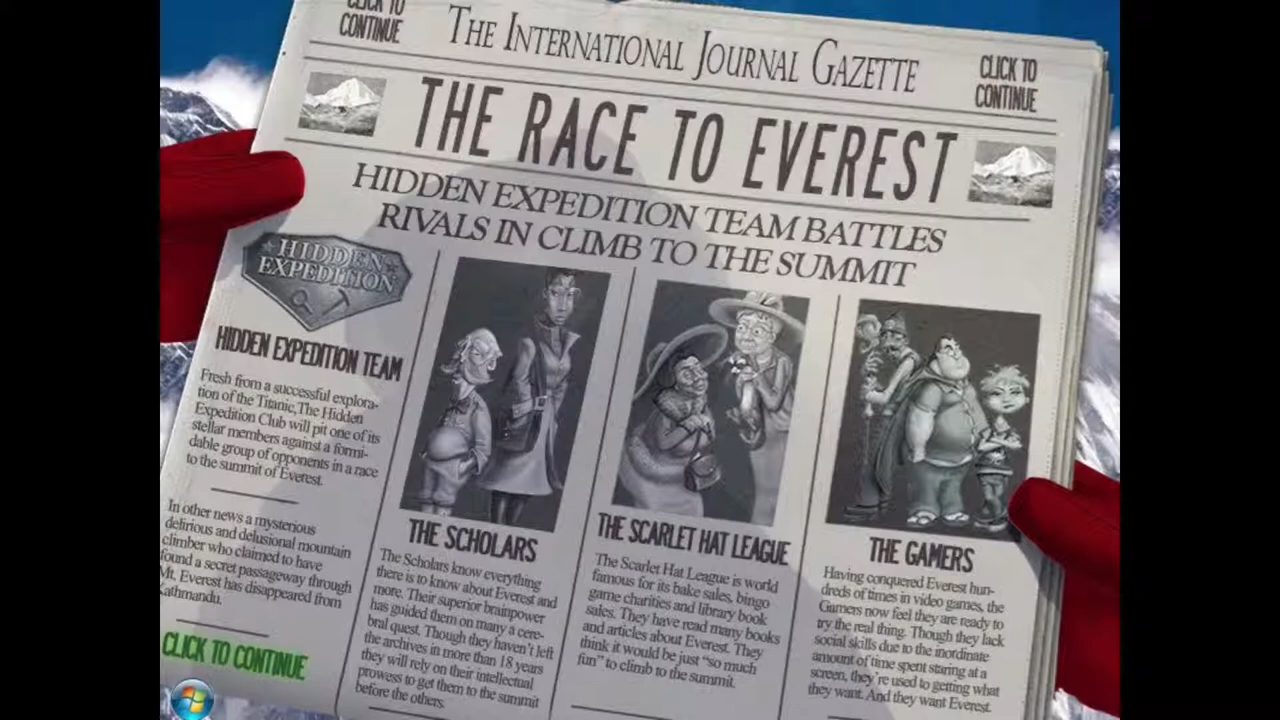 CLICK TO
CONTINUE
THE INTERNATIONAL JOURNAL GAZETTE
CLICK TO
CONTINUE
THE RACE TO EVEREST
HIDDEN EXPEDITION TEAM BATTLES
RIVALS IN CLIMB TO THE SUMMIT
HIDDEN
EXPEDITION
HIDDEN EXPEDITION TEAM
Fresh from a successful explora-
tion of the Titanic,The Hidden
Expedition Club will pit one of its
stellar members against a formi-
dable group of opponents in a race
to the summit of Everest.
In other news a mysterious
delirious and delusional mountain
climber who claimed to have
found a secret passageway through
Mt. Everest has disappeared from
Kathmandu.
CLICK TO CONTINUE
THE SCHOLARS
The Scholars know everything
there is to know about Everest and
more. Their superior brainpower
has guided them on many a cere-
bral quest. Though they haven't left
the archives in more than 18 years
they will rely on their intellectual
prowess to get them to the summit
before the others.
THE SCARLET HAT LEAGUE
The Scarlet Hat League is world
famous for its bake sales, bingo
game charities and library book
sales. They have read many books
and articles about Everest. They
think it would be just "so much
fun" to climb to the summit.
THE GAMERS
Having conquered Everest hun-
dreds of times in video games, the
Gamers now feel they are ready to
try the real thing. Though they lack
social skills due to the inordinate
amount of time spent staring at a
screen, they're used to getting what
they want. And they want Everest.